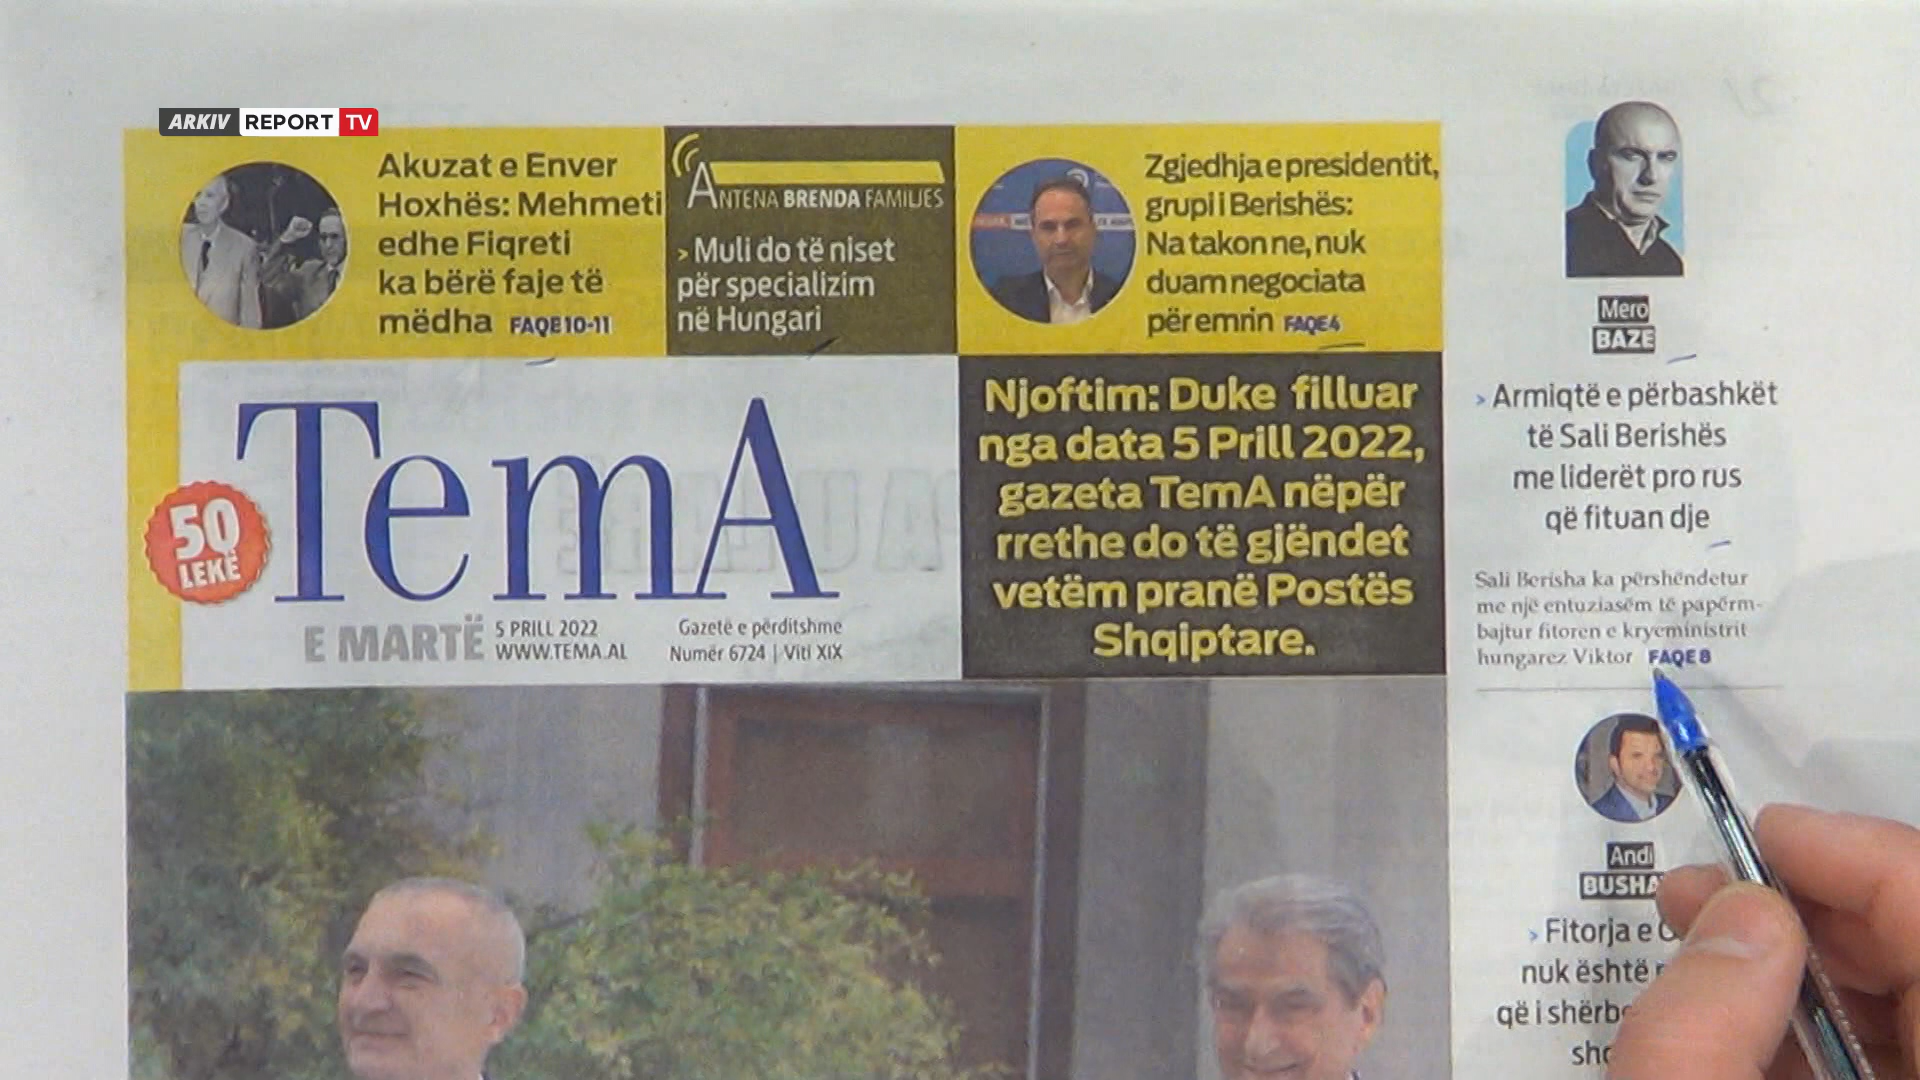 ARKIV REPORT TV
Akuzat e Enver
Hoxhës: Mehmeti
edhe Fiqreti
ka bërë faje të
mëdha FAQE 10-11
ANTENA BRENDA FAMILJES
› Muli do të niset
për specializim
në Hungari
Zgjedhja e presidentit,
grupi i Berishës:
Na takon ne, nuk
duam negociata
për emrin FAQE 4
TemA
50
LEKË
E MARTË
5 PRILL 2022
WWW.TEMA.AL
Gazetë e përditshme
Numër 6724 | Viti XIX
Njoftim: Duke filluar
nga data 5 Prill 2022,
gazeta TemA nëpër
rrethe do të gjëndet
vetëm pranë Postës
Shqiptare.
Mero
BAZE
› Armiqtë e përbashkët
të Sali Berishës
me liderët pro rus
që fituan dje
Sali Berisha ka përshëndetur
me një entuziasëm të papërm-
bajtur fitoren e kryeministrit
hungarez Viktor FAQE 8
Andi
› Fitorja e
nuk është
që i